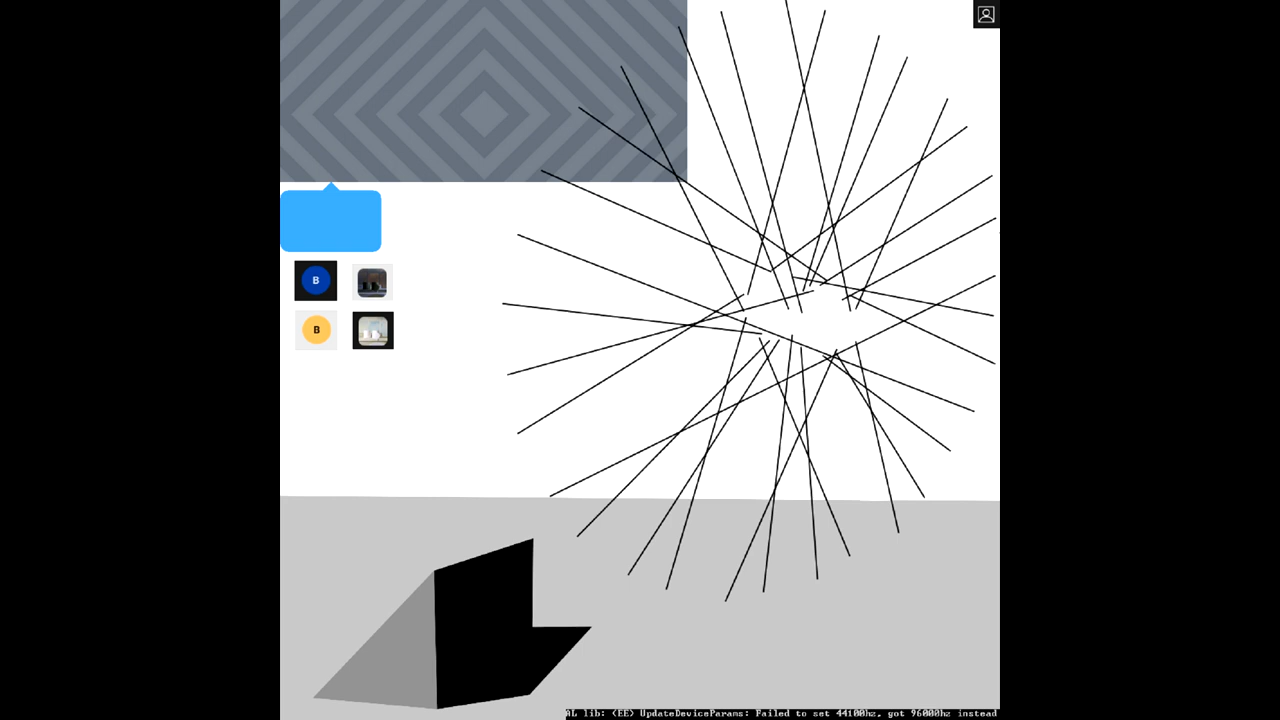 B
B
AL lib: (EE) UpdateDeviceParams: Failed to set 44100hz, got 96000hz instead